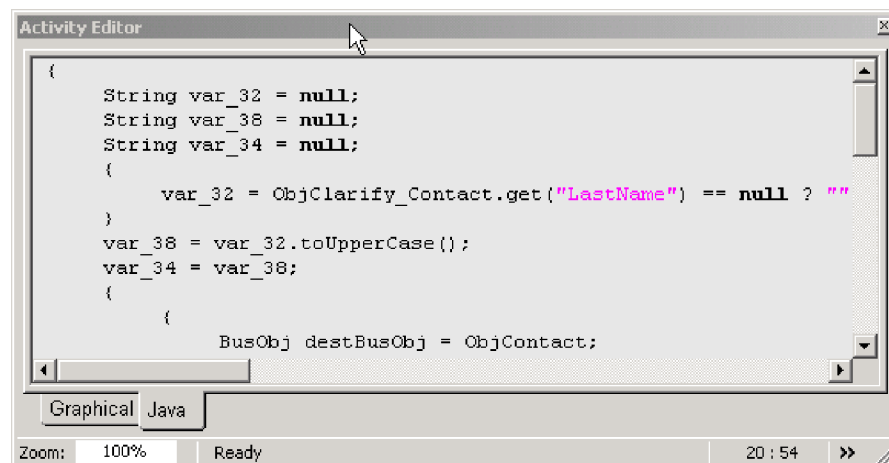 Activity Editor
{
String var_32 = null;
String var_38 = null;
String var_34 = null;
{
var_32 = ObjClarify_Contact.get("LastName") == null ? ""
}
var_38 = var_32.toUpperCase();
var_34 = var_38;
{
{
BusObj destBusObj = ObjContact;
Graphical Java
Zoom: 100% Ready 20 : 54 »